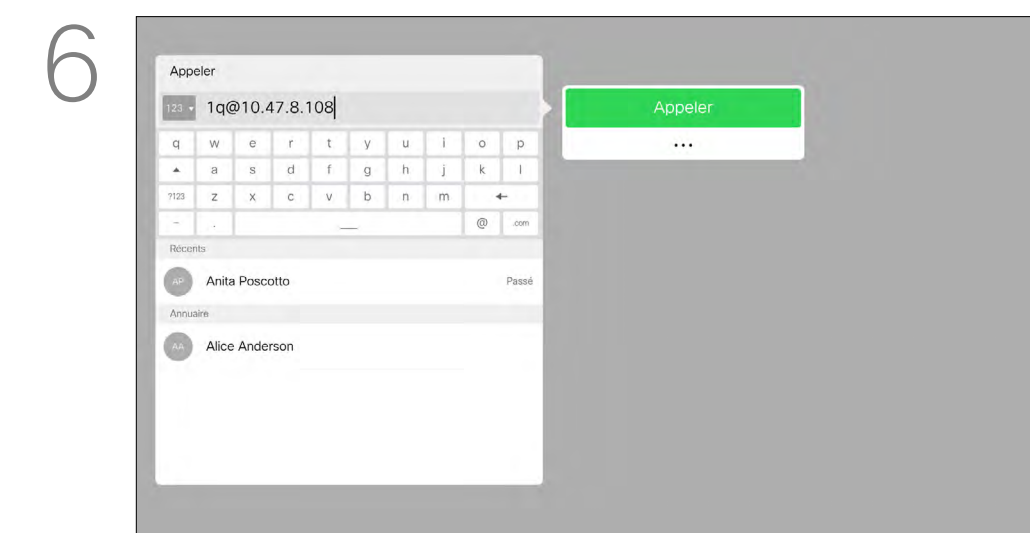 6
Appeler
123 1q@10.47.8.108
Appeler
...
q w e r t y u i o p
a s d f g h j k l
?123 z x c v b n m
- . @ .com
Récents
AP Anita Poscotto Passé
Annuaire
AA Alice Anderson